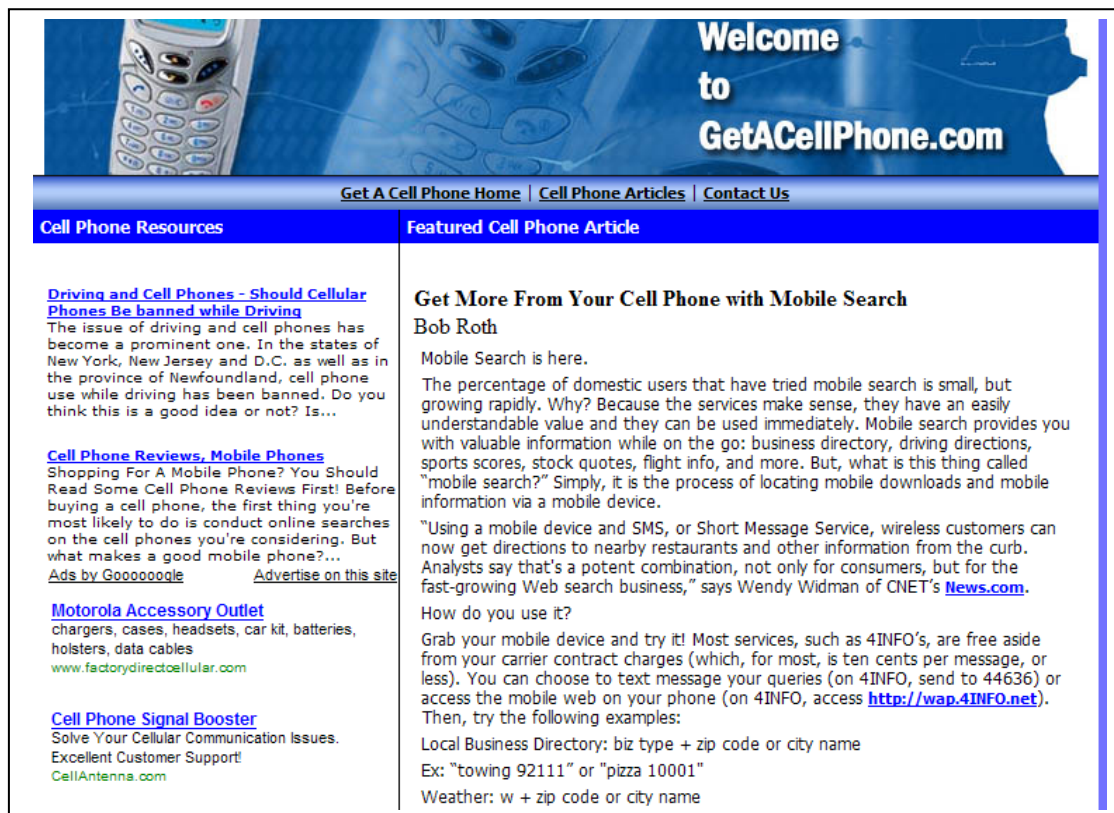 Welcome
to
GetACellPhone.com
Get A Cell Phone Home | Cell Phone Articles | Contact Us
Cell Phone Resources
Driving and Cell Phones - Should Cellular
Phones Be banned while Driving
The issue of driving and cell phones has
become a prominent one. In the states of
New York, New Jersey and D.C. as well as in
the province of Newfoundland, cell phone
use while driving has been banned. Do you
think this is a good idea or not? Is...
Cell Phone Reviews, Mobile Phones
Shopping For A Mobile Phone? You Should
Read Some Cell Phone Reviews First! Before
buying a cell phone, the first thing you're
most likely to do is conduct online searches
on the cell phones you're considering. But
what makes a good mobile phone?...
Ads by Goooooogle Advertise on this site
Motorola Accessory Outlet
chargers, cases, headsets, car kit, batteries,
holsters, data cables
www.factorydirectcellular.com
Cell Phone Signal Booster
Solve Your Cellular Communication Issues.
Excellent Customer Support!
CellAntenna.com
Featured Cell Phone Article
Get More From Your Cell Phone with Mobile Search
Bob Roth
Mobile Search is here.
The percentage of domestic users that have tried mobile search is small, but
growing rapidly. Why? Because the services make sense, they have an easily
understandable value and they can be used immediately. Mobile search provides you
with valuable information while on the go: business directory, driving directions,
sports scores, stock quotes, flight info, and more. But, what is this thing called
“mobile search?” Simply, it is the process of locating mobile downloads and mobile
information via a mobile device.
“Using a mobile device and SMS, or Short Message Service, wireless customers can
now get directions to nearby restaurants and other information from the curb.
Analysts say that's a potent combination, not only for consumers, but for the
fast-growing Web search business,” says Wendy Widman of CNET’s News.com.
How do you use it?
Grab your mobile device and try it! Most services, such as 4INFO’s, are free aside
from your carrier contract charges (which, for most, is ten cents per message, or
less). You can choose to text message your queries (on 4INFO, send to 44636) or
access the mobile web on your phone (on 4INFO, access http://wap.4INFO.net).
Then, try the following examples:
Local Business Directory: biz type + zip code or city name
Ex: “towing 92111” or "pizza 10001"
Weather: w + zip code or city name